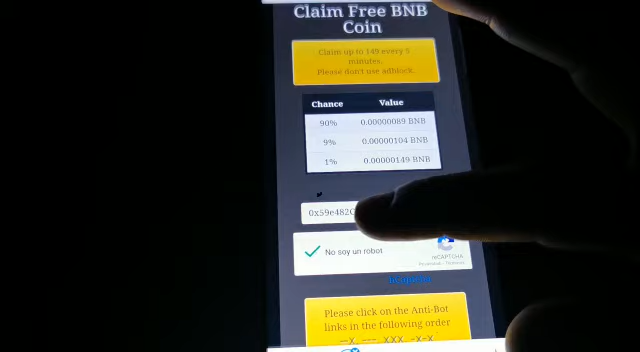 Claim Free BNB
Coin
Claim up to 149 every 5
minutes.
Please don't use adblock.
Chance Value
90% 0.00000089 BNB
9% 0.00000104 BNB
1% 0.00000149 BNB
0x59e482
No soy un robot
reCAPTCHA
Please click on the Anti-Bot
links in the following order